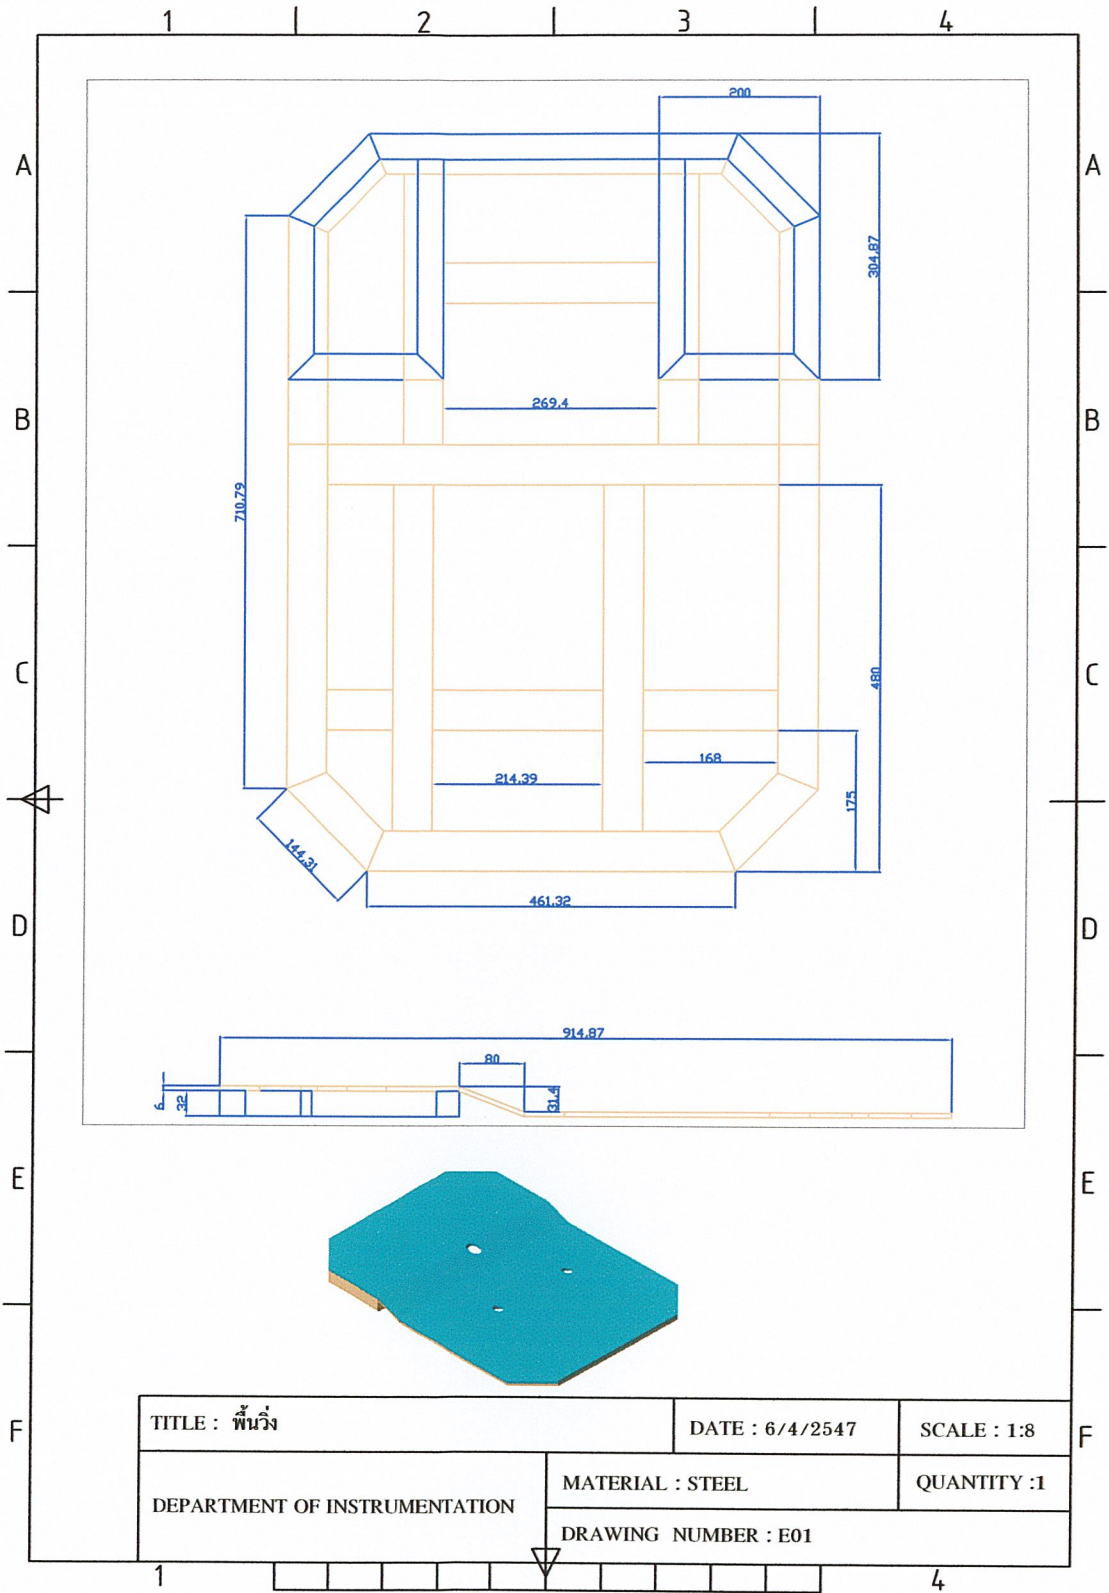 1 2 3 4
A A
B B
C C
D D
E E
F F
200
304,87
269.4
710,79
480
168
214,39
175
144,31
461,32
914,87
80
6
32
31,4
TITLE : พื้นวิ่ง
DATE : 6/4/2547
SCALE : 1:8
DEPARTMENT OF INSTRUMENTATION
MATERIAL : STEEL
QUANTITY :1
DRAWING NUMBER : E01
1 4